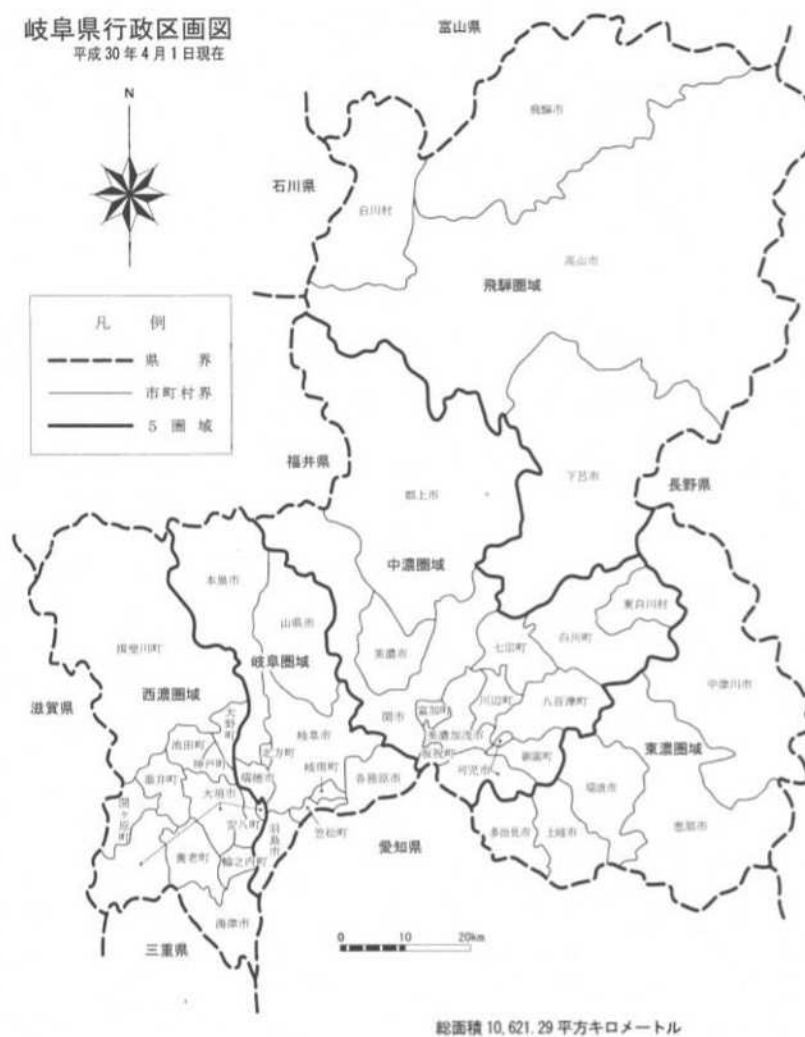 岐阜県行政区画図
平成30年4月1日現在
N
凡 例
県 界
市町村界
5 圏 域
富山県
石川県
福井県
長野県
滋賀県
愛知県
三重県
飛騨市
白川村
高山市
飛騨圏域
下呂市
郡上市
中濃圏域
本巣市
山県市
岐阜圏域
揖斐川町
西濃圏域
大野町
池田町
神戸町
垂井町
関ケ原町
大垣市
安八町
養老町
輪之内町
海津市
北方町
瑞穂市
岐阜市
岐南町
各務原市
羽島市
笠松町
美濃市
関市
富加町
美濃加茂市
坂祝町
川辺町
七宗町
白川町
東白川村
八百津町
御嵩町
可児市
中津川市
東濃圏域
瑞浪市
恵那市
多治見市
土岐市
0 10 20km
総面積 10,621.29 平方キロメートル